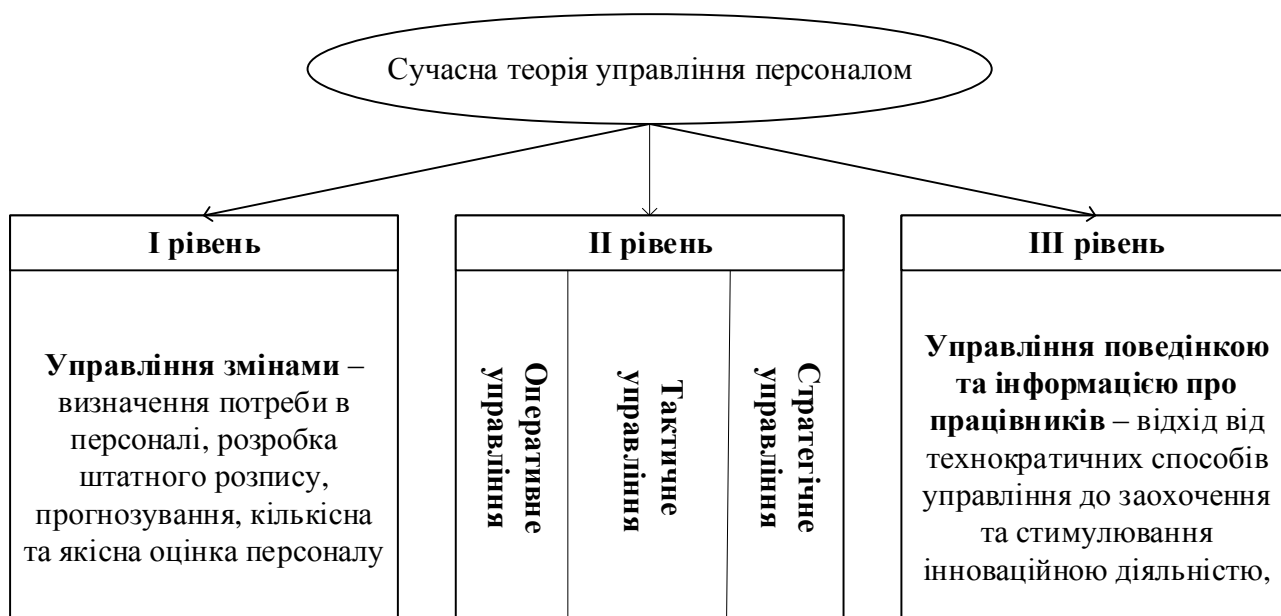 Сучасна теорія управління персоналом
І рівень
Управління змінами –
визначення потреби в
персоналі, розробка
штатного розпису,
прогнозування, кількісна
та якісна оцінка персоналу
ІІ рівень
Оперативне
управління
Тактичне
управління
Стратегічне
управління
ІІІ рівень
Управління поведінкою
та інформацією про
працівників – відхід від
технократичних способів
управління до заохочення
та стимулювання
інноваційною діяльністю,